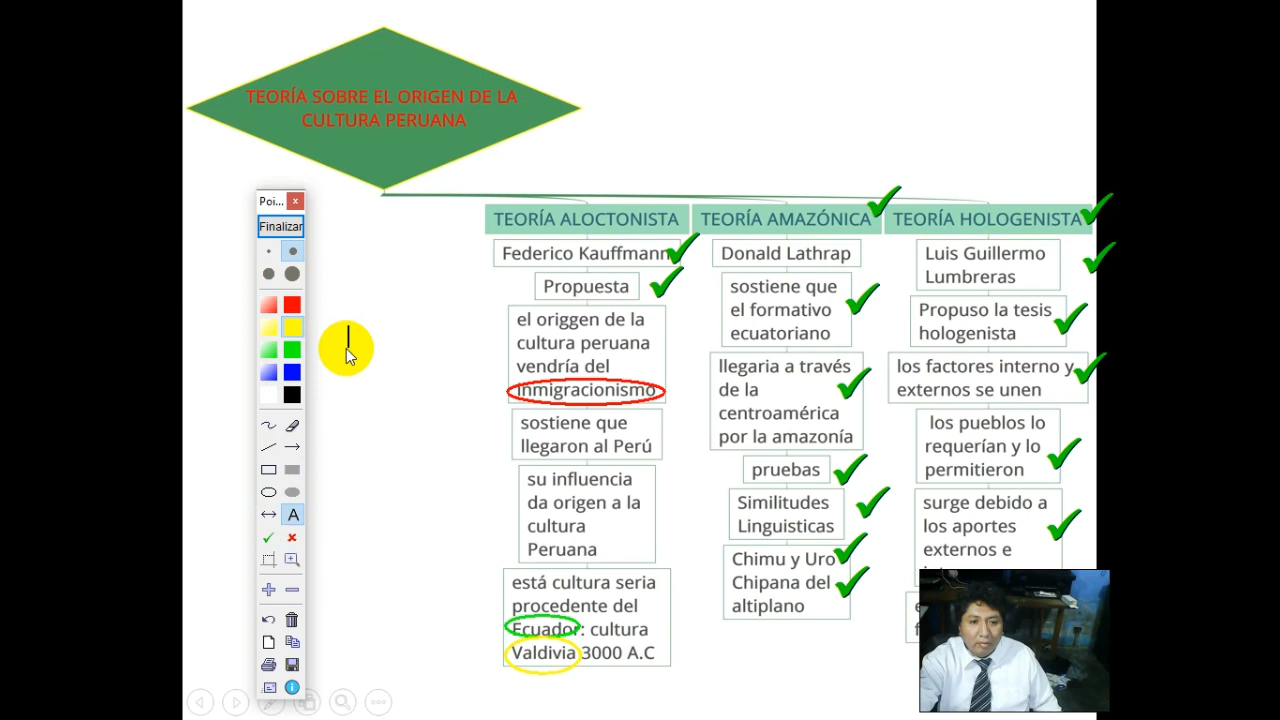 TEORÍA SOBRE EL ORIGEN DE LA
CULTURA PERUANA
Poi...
Finalizar
A
TEORÍA ALOCTONISTA
Federico Kauffmann
Propuesta
el origgen de la
cultura peruana
vendría del
inmigracionismo
sostiene que
llegaron al Perú
su influencia
da origen a la
cultura
Peruana
está cultura seria
procedente del
Ecuador: cultura
Valdivia 3000 A.C
TEORÍA AMAZÓNICA
Donald Lathrap
sostiene que
el formativo
ecuatoriano
llegaria a través
de la
centroamérica
por la amazonía
pruebas
Similitudes
Linguisticas
Chimu y Uro
Chipana del
altiplano
TEORÍA HOLOGENISTA
Luis Guillermo
Lumbreras
Propuso la tesis
hologenista
los factores interno y
externos se unen
los pueblos lo
requerían y lo
permitieron
surge debido a
los aportes
externos e